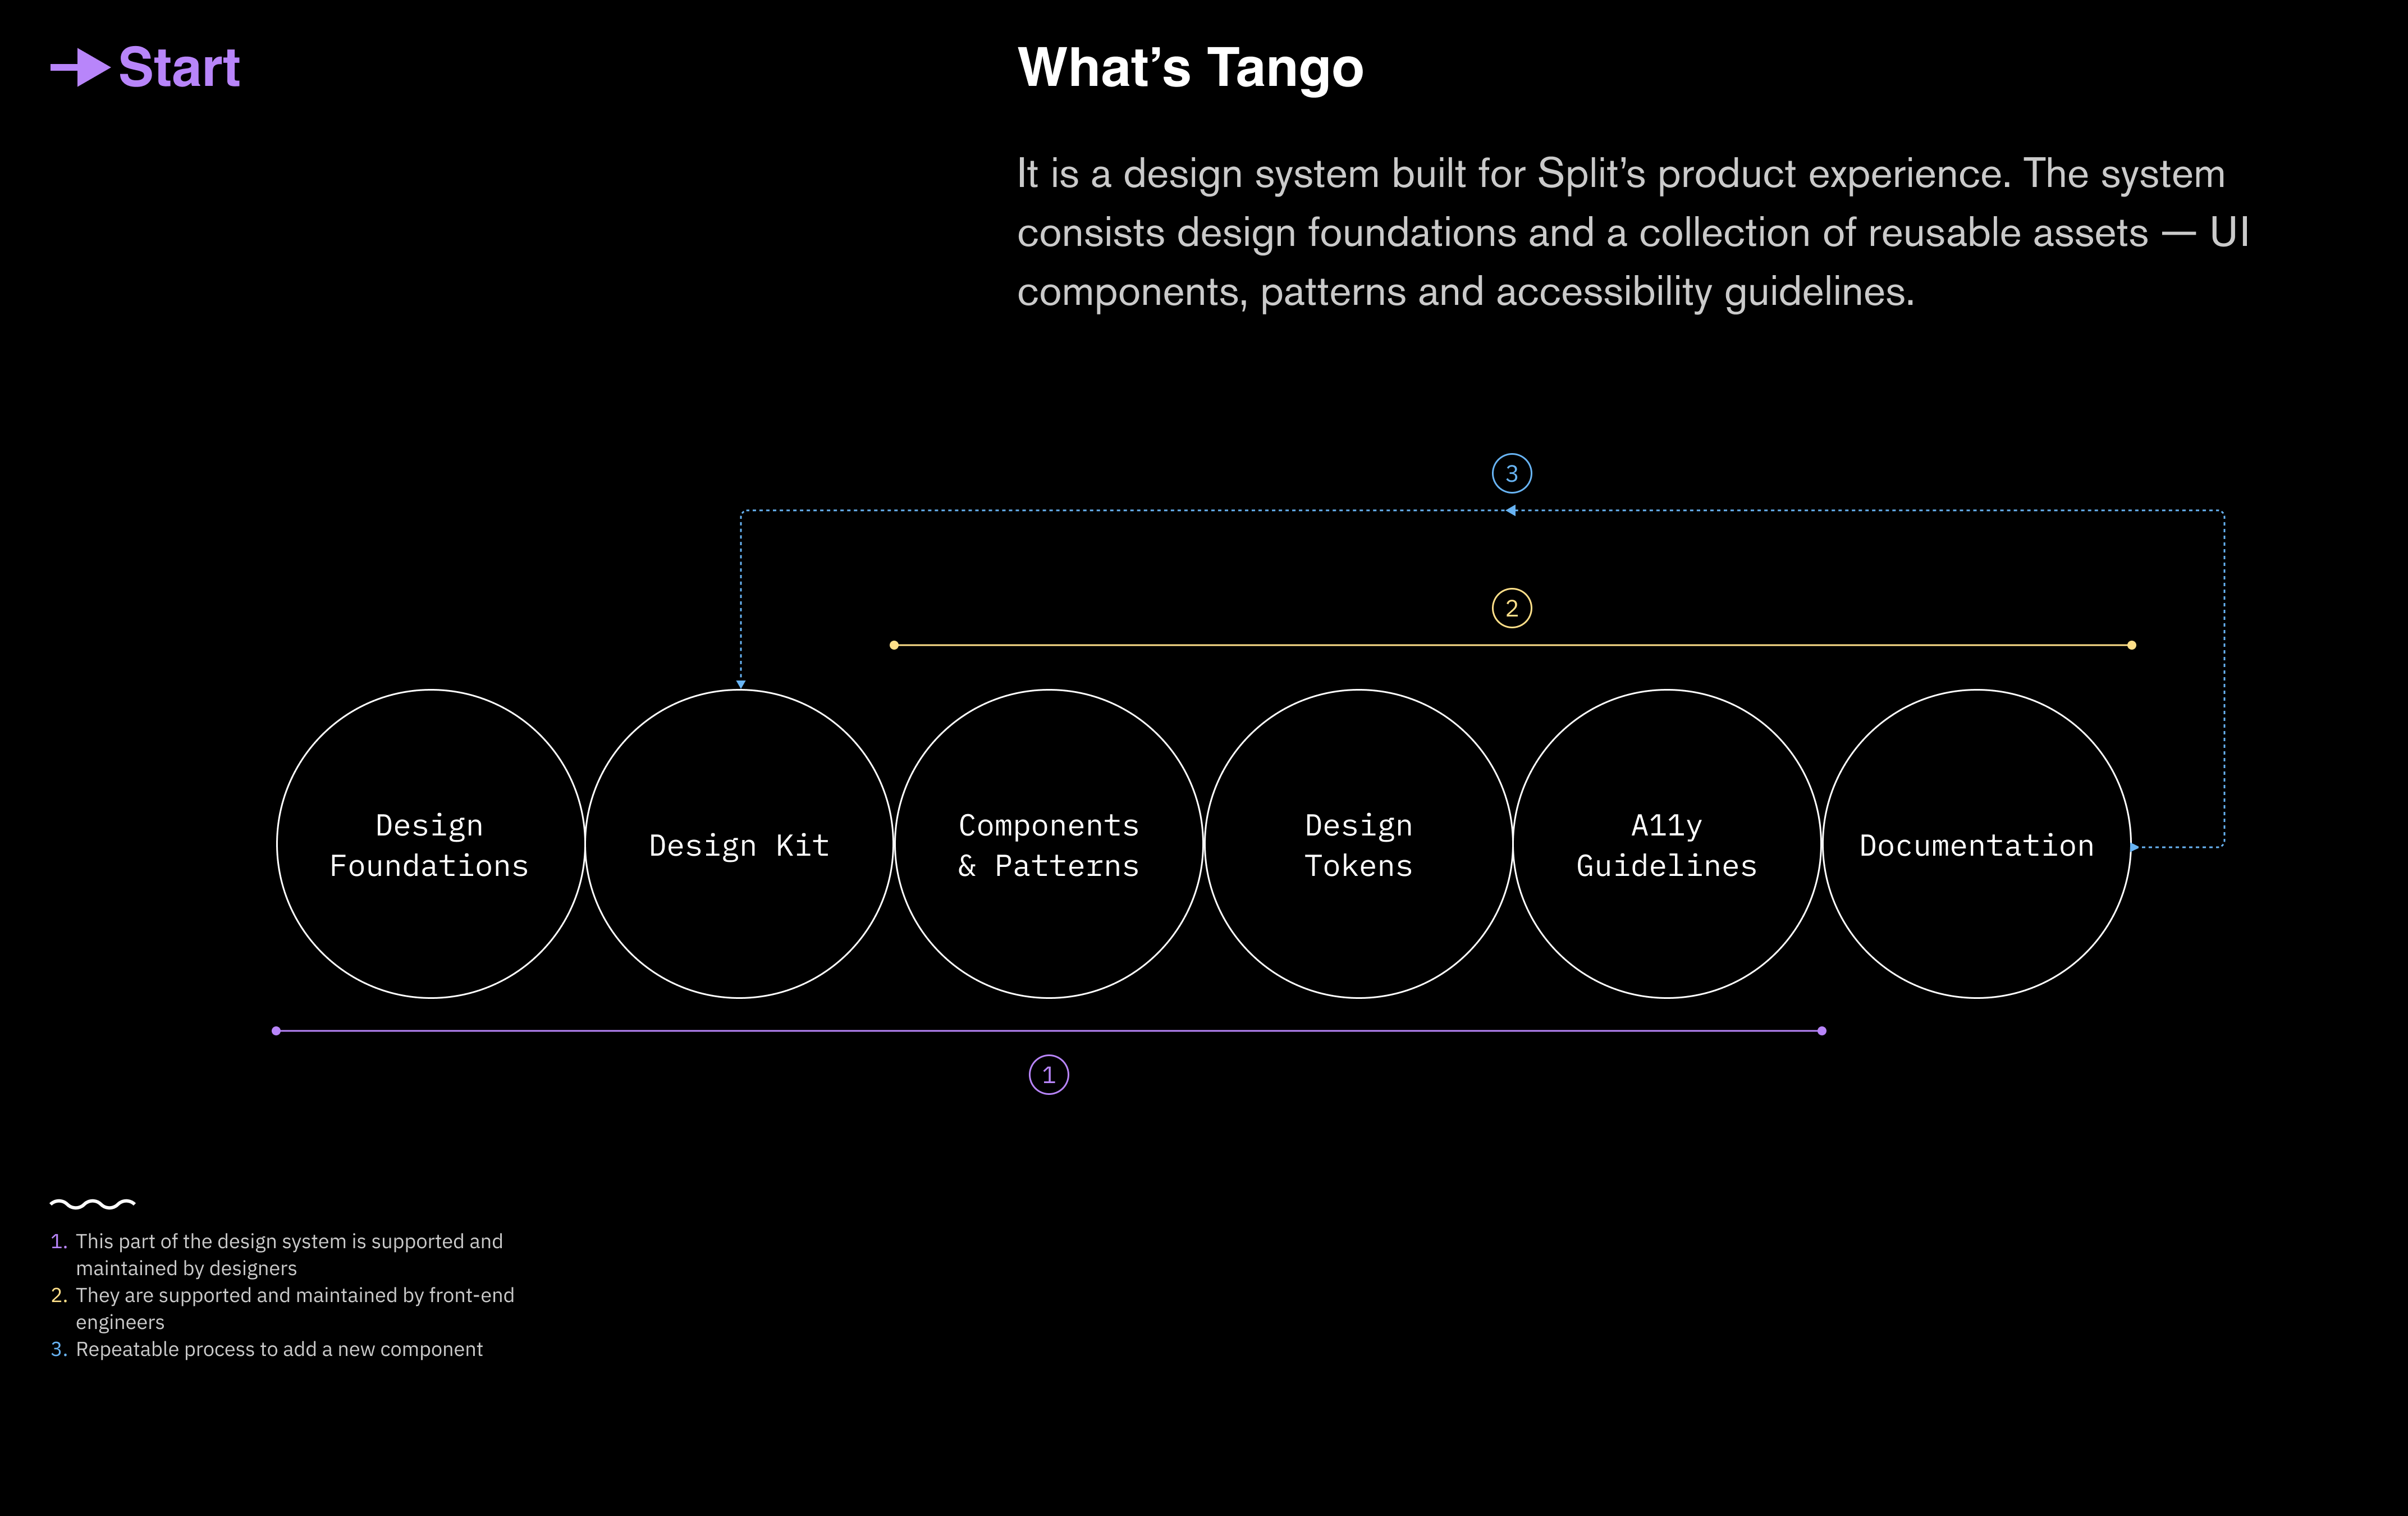 Start
What’s Tango
It is a design system built for Split’s product experience. The system
consists design foundations and a collection of reusable assets — UI
components, patterns and accessibility guidelines.
3
2
Design
Foundations
Design Kit
Components
& Patterns
Design
Tokens
A11y
Guidelines
Documentation
1
1. This part of the design system is supported and
maintained by designers
2. They are supported and maintained by front-end
engineers
3. Repeatable process to add a new component